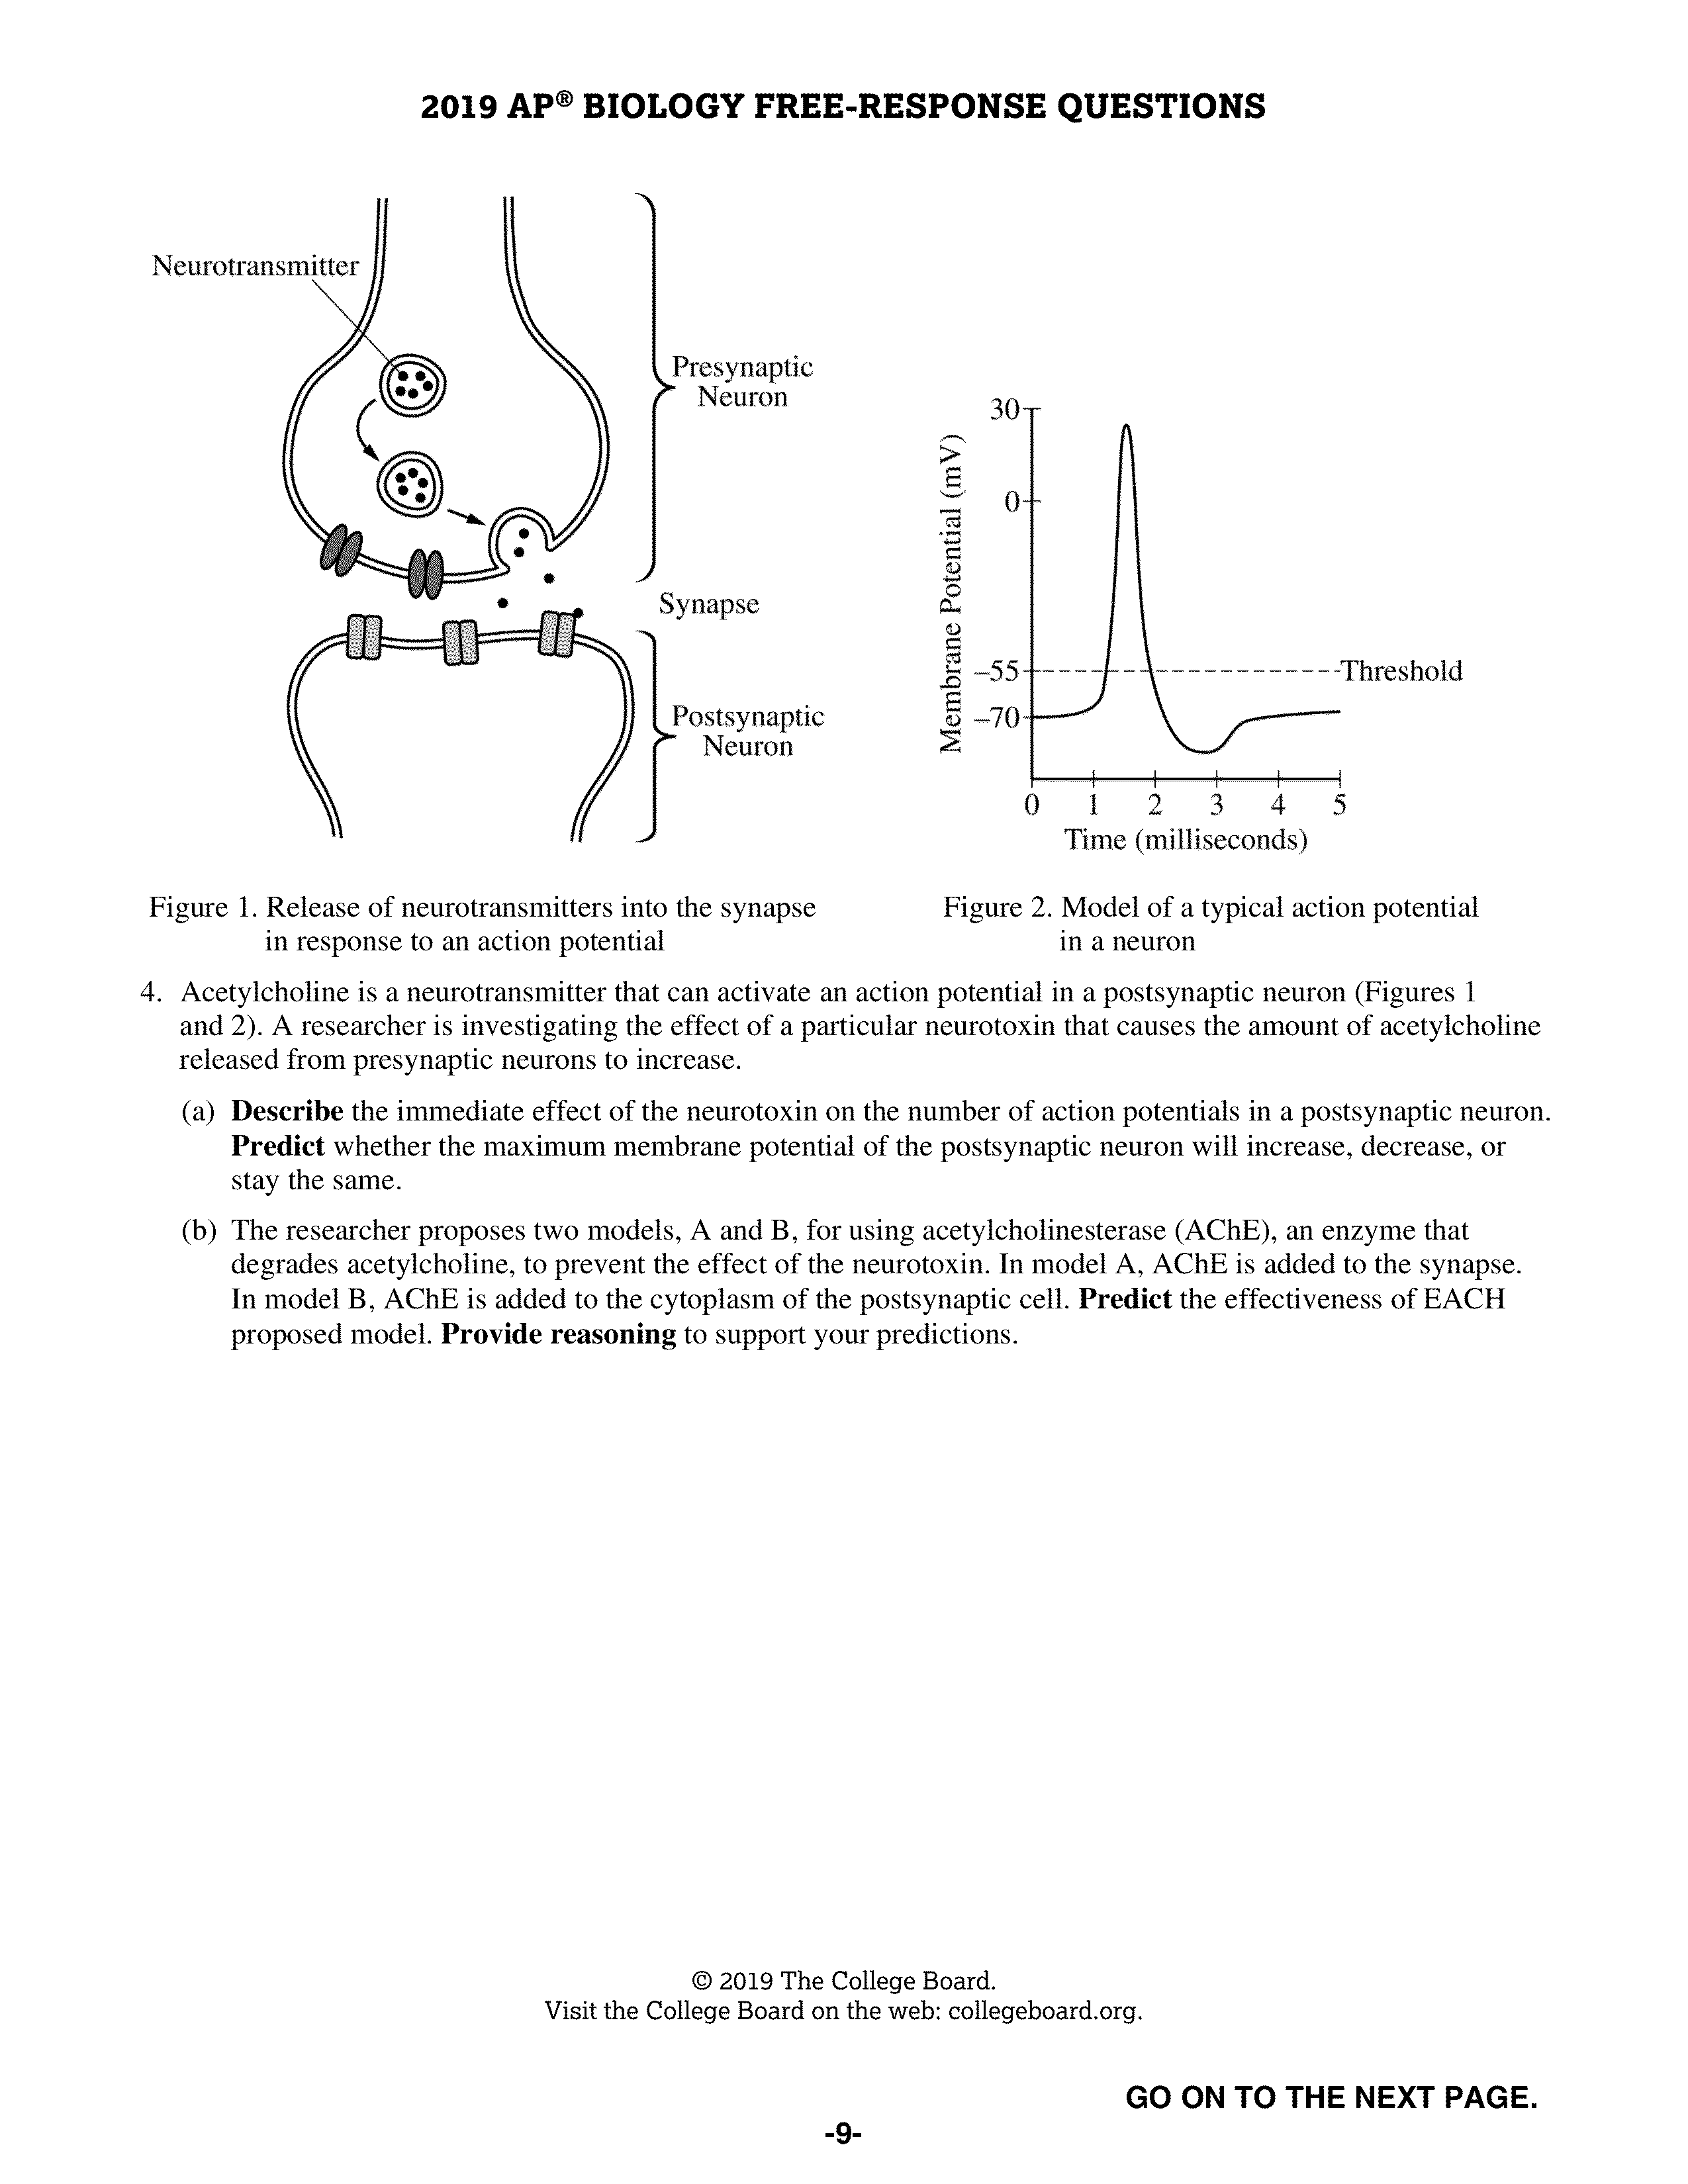 2019 AP® BIOLOGY FREE-RESPONSE QUESTIONS
Neurotransmitter
Presynaptic
Neuron
Synapse
Postsynaptic
Neuron
Membrane Potential (mV)
30
0
–55
–70
Threshold
0 1 2 3 4 5
Time (milliseconds)
Figure 1. Release of neurotransmitters into the synapse
in response to an action potential
Figure 2. Model of a typical action potential
in a neuron
4. Acetylcholine is a neurotransmitter that can activate an action potential in a postsynaptic neuron (Figures 1
and 2). A researcher is investigating the effect of a particular neurotoxin that causes the amount of acetylcholine
released from presynaptic neurons to increase.
(a) Describe the immediate effect of the neurotoxin on the number of action potentials in a postsynaptic neuron.
Predict whether the maximum membrane potential of the postsynaptic neuron will increase, decrease, or
stay the same.
(b) The researcher proposes two models, A and B, for using acetylcholinesterase (AChE), an enzyme that
degrades acetylcholine, to prevent the effect of the neurotoxin. In model A, AChE is added to the synapse.
In model B, AChE is added to the cytoplasm of the postsynaptic cell. Predict the effectiveness of EACH
proposed model. Provide reasoning to support your predictions.
© 2019 The College Board.
Visit the College Board on the web: collegeboard.org.
GO ON TO THE NEXT PAGE.
-9-